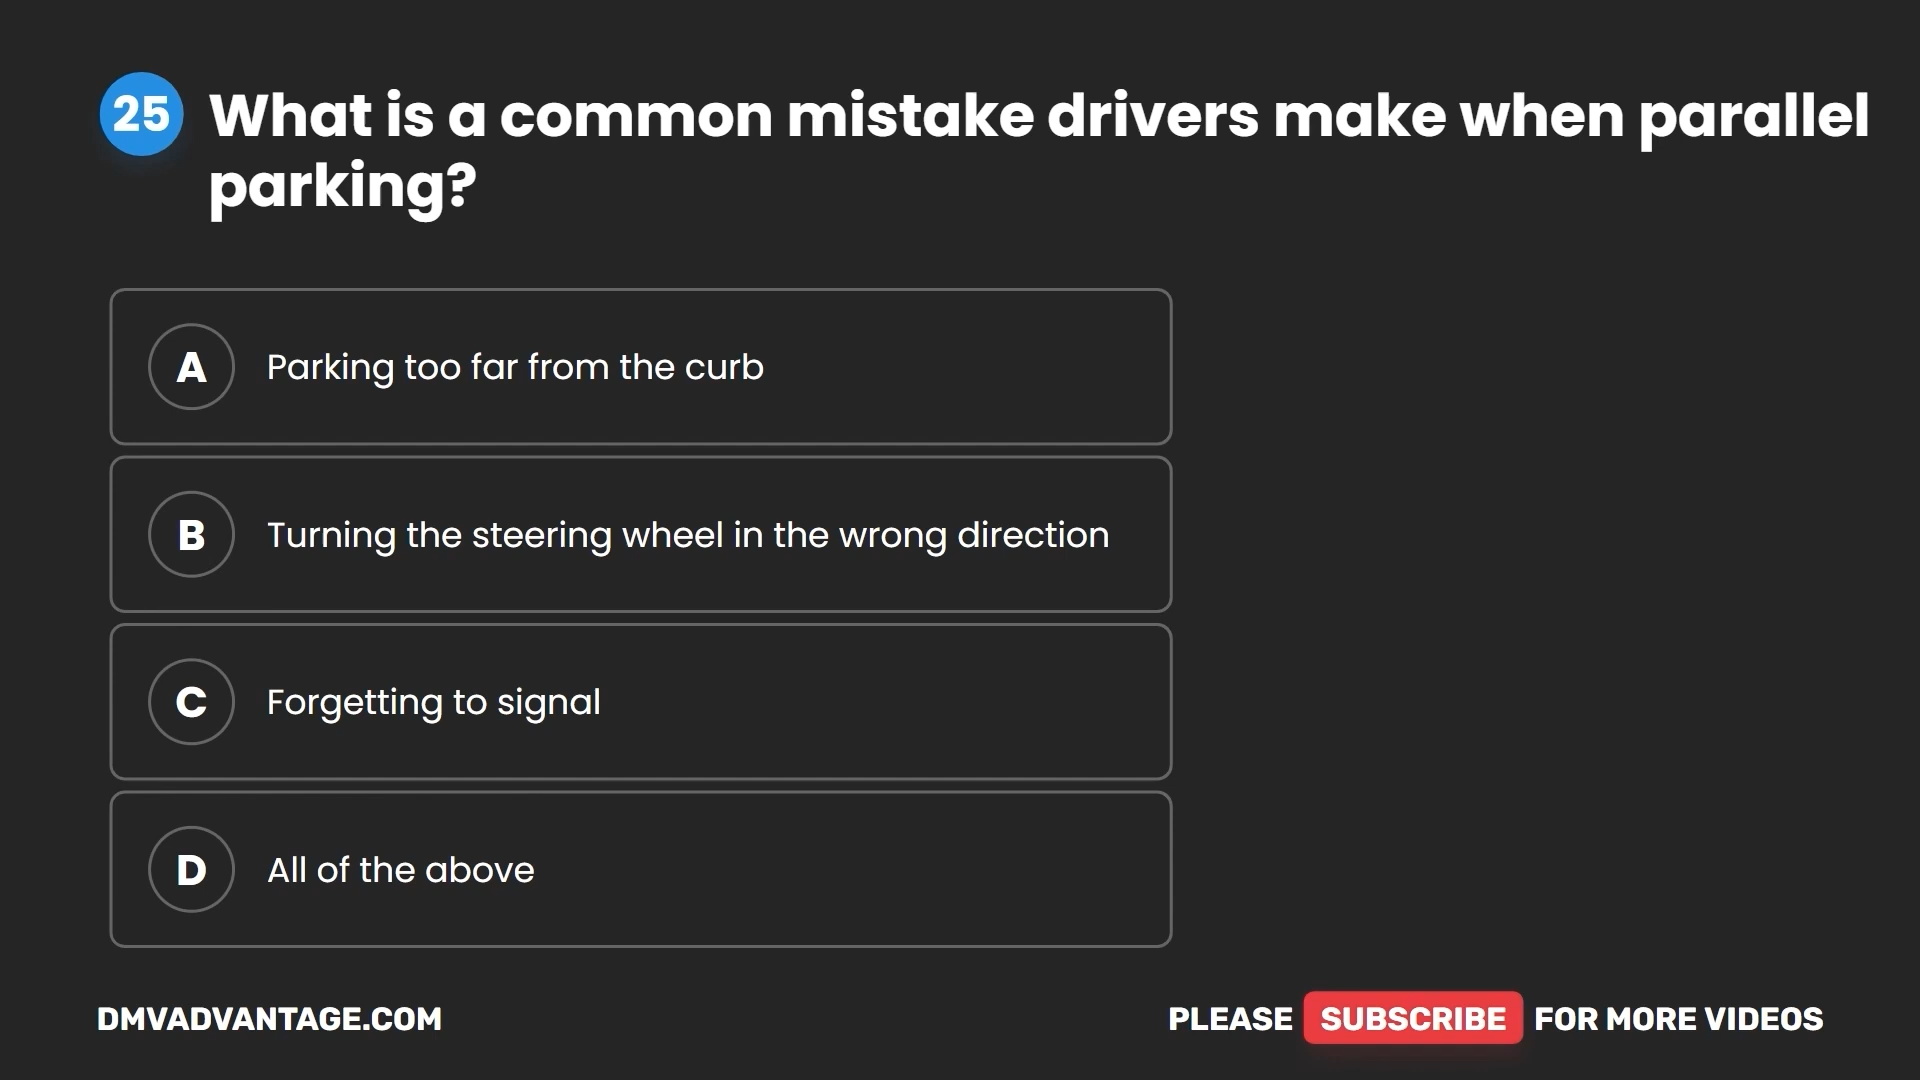 25 What is a common mistake drivers make when parallel
parking?
A Parking too far from the curb
B Turning the steering wheel in the wrong direction
C Forgetting to signal
D All of the above
DMVADVANTAGE.COM PLEASE SUBSCRIBE FOR MORE VIDEOS